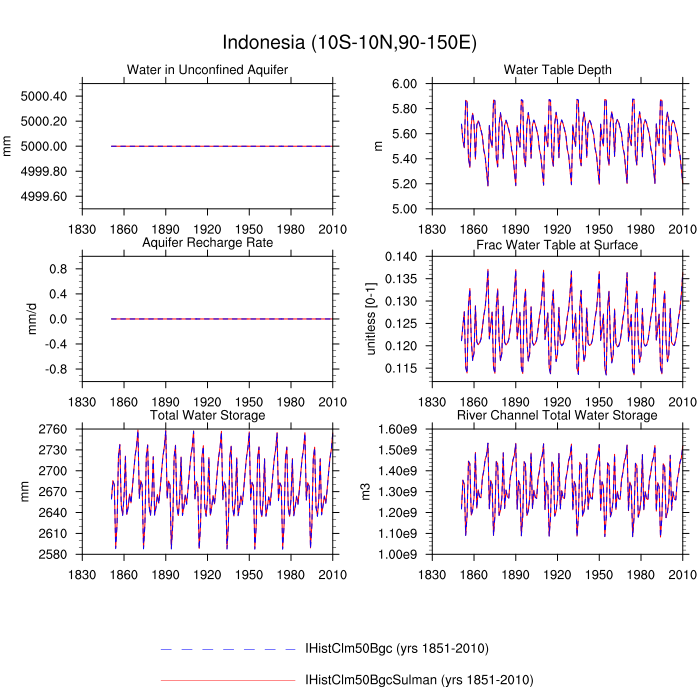 Indonesia (10S-10N,90-150E)
Water in Unconfined Aquifer
5000.40
5000.20
5000.00
4999.80
4999.60
mm
1830 1860 1890 1920 1950 1980 2010
Water Table Depth
6.00
5.80
5.60
5.40
5.20
5.00
m
1830 1860 1890 1920 1950 1980 2010
Aquifer Recharge Rate
0.8
0.4
0.0
-0.4
-0.8
mm/d
1830 1860 1890 1920 1950 1980 2010
Frac Water Table at Surface
0.140
0.135
0.130
0.125
0.120
0.115
unitless [0-1]
1830 1860 1890 1920 1950 1980 2010
Total Water Storage
2760
2730
2700
2670
2640
2610
2580
mm
1830 1860 1890 1920 1950 1980 2010
River Channel Total Water Storage
1.60e9
1.50e9
1.40e9
1.30e9
1.20e9
1.10e9
1.00e9
m3
1830 1860 1890 1920 1950 1980 2010
IHistClm50Bgc (yrs 1851-2010)
IHistClm50BgcSulman (yrs 1851-2010)